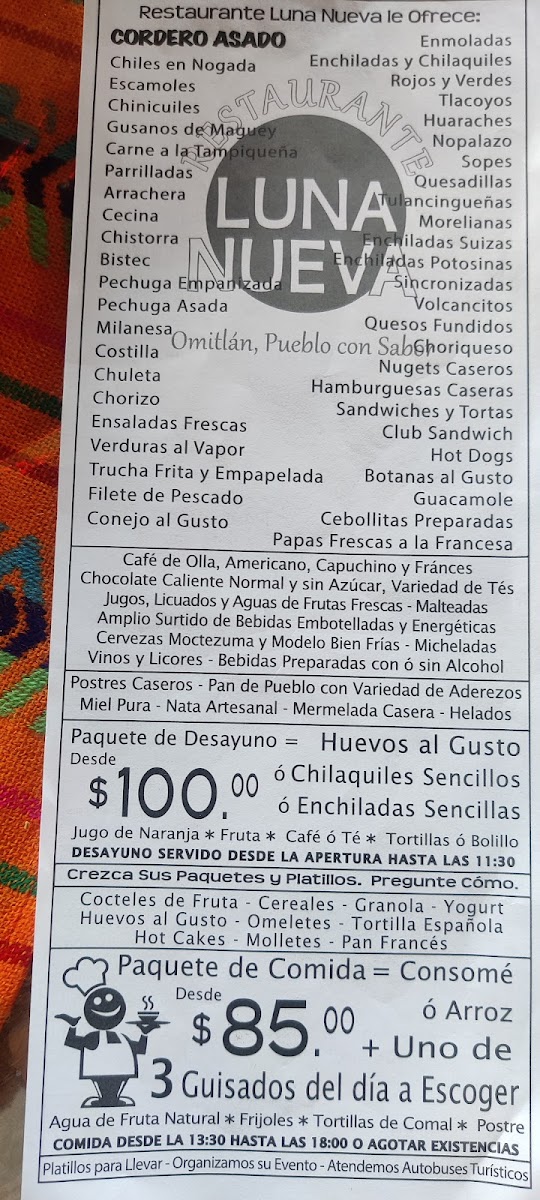 Restaurante Luna Nueva le Ofrece:
CORDERO ASADO
Chiles en Nogada
Escamoles
Chinicuiles
Gusanos de Maguey
Carne a la Tampiqueña
Parrilladas
Arrachera
Cecina
Chistorra
Bistec
Pechuga Empanizada
Pechuga Asada
Milanesa
Costilla
Chuleta
Chorizo
Ensaladas Frescas
Verduras al Vapor
Trucha Frita y Empapelada
Filete de Pescado
Conejo al Gusto
Enmoladas
Enchiladas y Chilaquiles
Rojos y Verdes
Tlacoyos
Huaraches
Nopalazo
Sopes
Quesadillas
Tulancingueñas
Morelianas
Enchiladas Suizas
Enchiladas Potosinas
Sincronizadas
Volcancitos
Quesos Fundidos
Choriqueso
Nugets Caseros
Hamburguesas Caseras
Sandwiches y Tortas
Club Sandwich
Hot Dogs
Botanas al Gusto
Guacamole
Cebollitas Preparadas
Papas Frescas a la Francesa
RESTAURANTE
LUNA
NUEVA
Omitlán, Pueblo con Sabor
Café de Olla, Americano, Capuchino y Fránces
Chocolate Caliente Normal y sin Azúcar, Variedad de Tés
Jugos, Licuados y Aguas de Frutas Frescas - Malteadas
Amplio Surtido de Bebidas Embotelladas y Energéticas
Cervezas Moctezuma y Modelo Bien Frías - Micheladas
Vinos y Licores - Bebidas Preparadas con ó sin Alcohol
Postres Caseros - Pan de Pueblo con Variedad de Aderezos
Miel Pura - Nata Artesanal - Mermelada Casera - Helados
Paquete de Desayuno = Huevos al Gusto
Desde
$100.00
ó Chilaquiles Sencillos
ó Enchiladas Sencillas
Jugo de Naranja * Fruta * Café ó Té * Tortillas ó Bolillo
DESAYUNO SERVIDO DESDE LA APERTURA HASTA LAS 11:30
Crezca Sus Paquetes y Platillos. Pregunte Cómo.
Cocteles de Fruta - Cereales - Granola - Yogurt
Huevos al Gusto - Omeletes - Tortilla Española
Hot Cakes - Molletes - Pan Francés
Paquete de Comida = Consomé
Desde
ó Arroz
$85.00
+ Uno de
3 Guisados del día a Escoger
Agua de Fruta Natural * Frijoles * Tortillas de Comal * Postre
COMIDA DESDE LA 13:30 HASTA LAS 18:00 O AGOTAR EXISTENCIAS
Platillos para Llevar - Organizamos su Evento - Atendemos Autobuses Turísticos